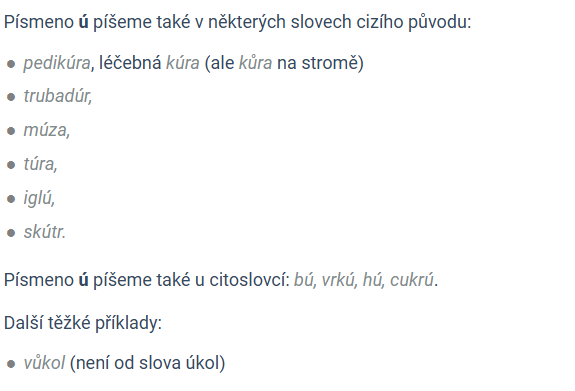 Písmeno ú píšeme také v některých slovech cizího původu:
● pedikúra, léčebná kúra (ale kůra na stromě)
● trubadúr,
● múza,
● túra,
● iglú,
● skútr.
Písmeno ú píšeme také u citoslovcí: bú, vrkú, hú, cukrú.
Další těžké příklady:
● vůkol (není od slova úkol)